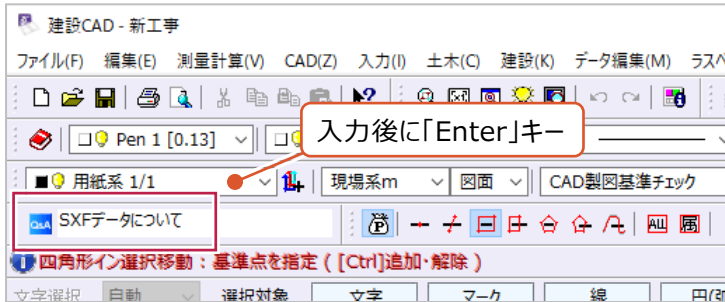 建設CAD - 新工事
ファイル(F) 編集(E) 測量計算(V) CAD(Z) 入力(I) 土木(C) 建設(K) データ編集(M) ラスベ
入力後に「Enter」キー
Pen 1 [0.13]
用紙系 1/1 現場系m 図面 CAD製図基準チェック
Q&A SXFデータについて P ALL 属
四角形イン選択移動：基準点を指定 ( [Ctrl]追加・解除 )
文字選択 自動 選択対象 文字 マーク 線